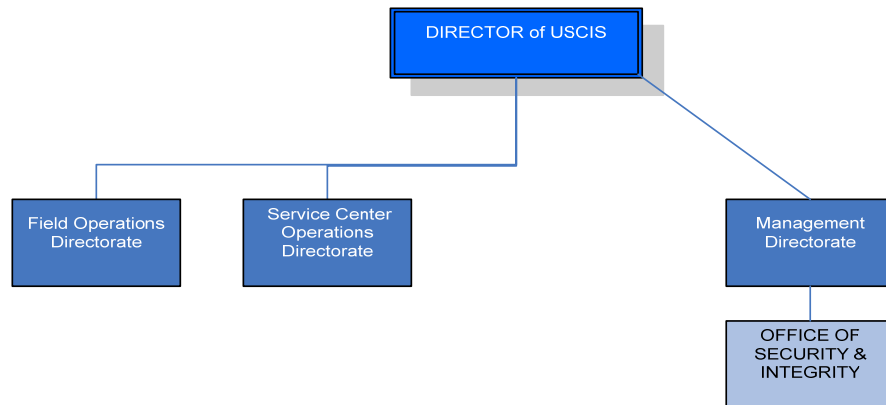 DIRECTOR of USCIS
Field Operations
Directorate
Service Center
Operations
Directorate
Management
Directorate
OFFICE OF
SECURITY &
INTEGRITY